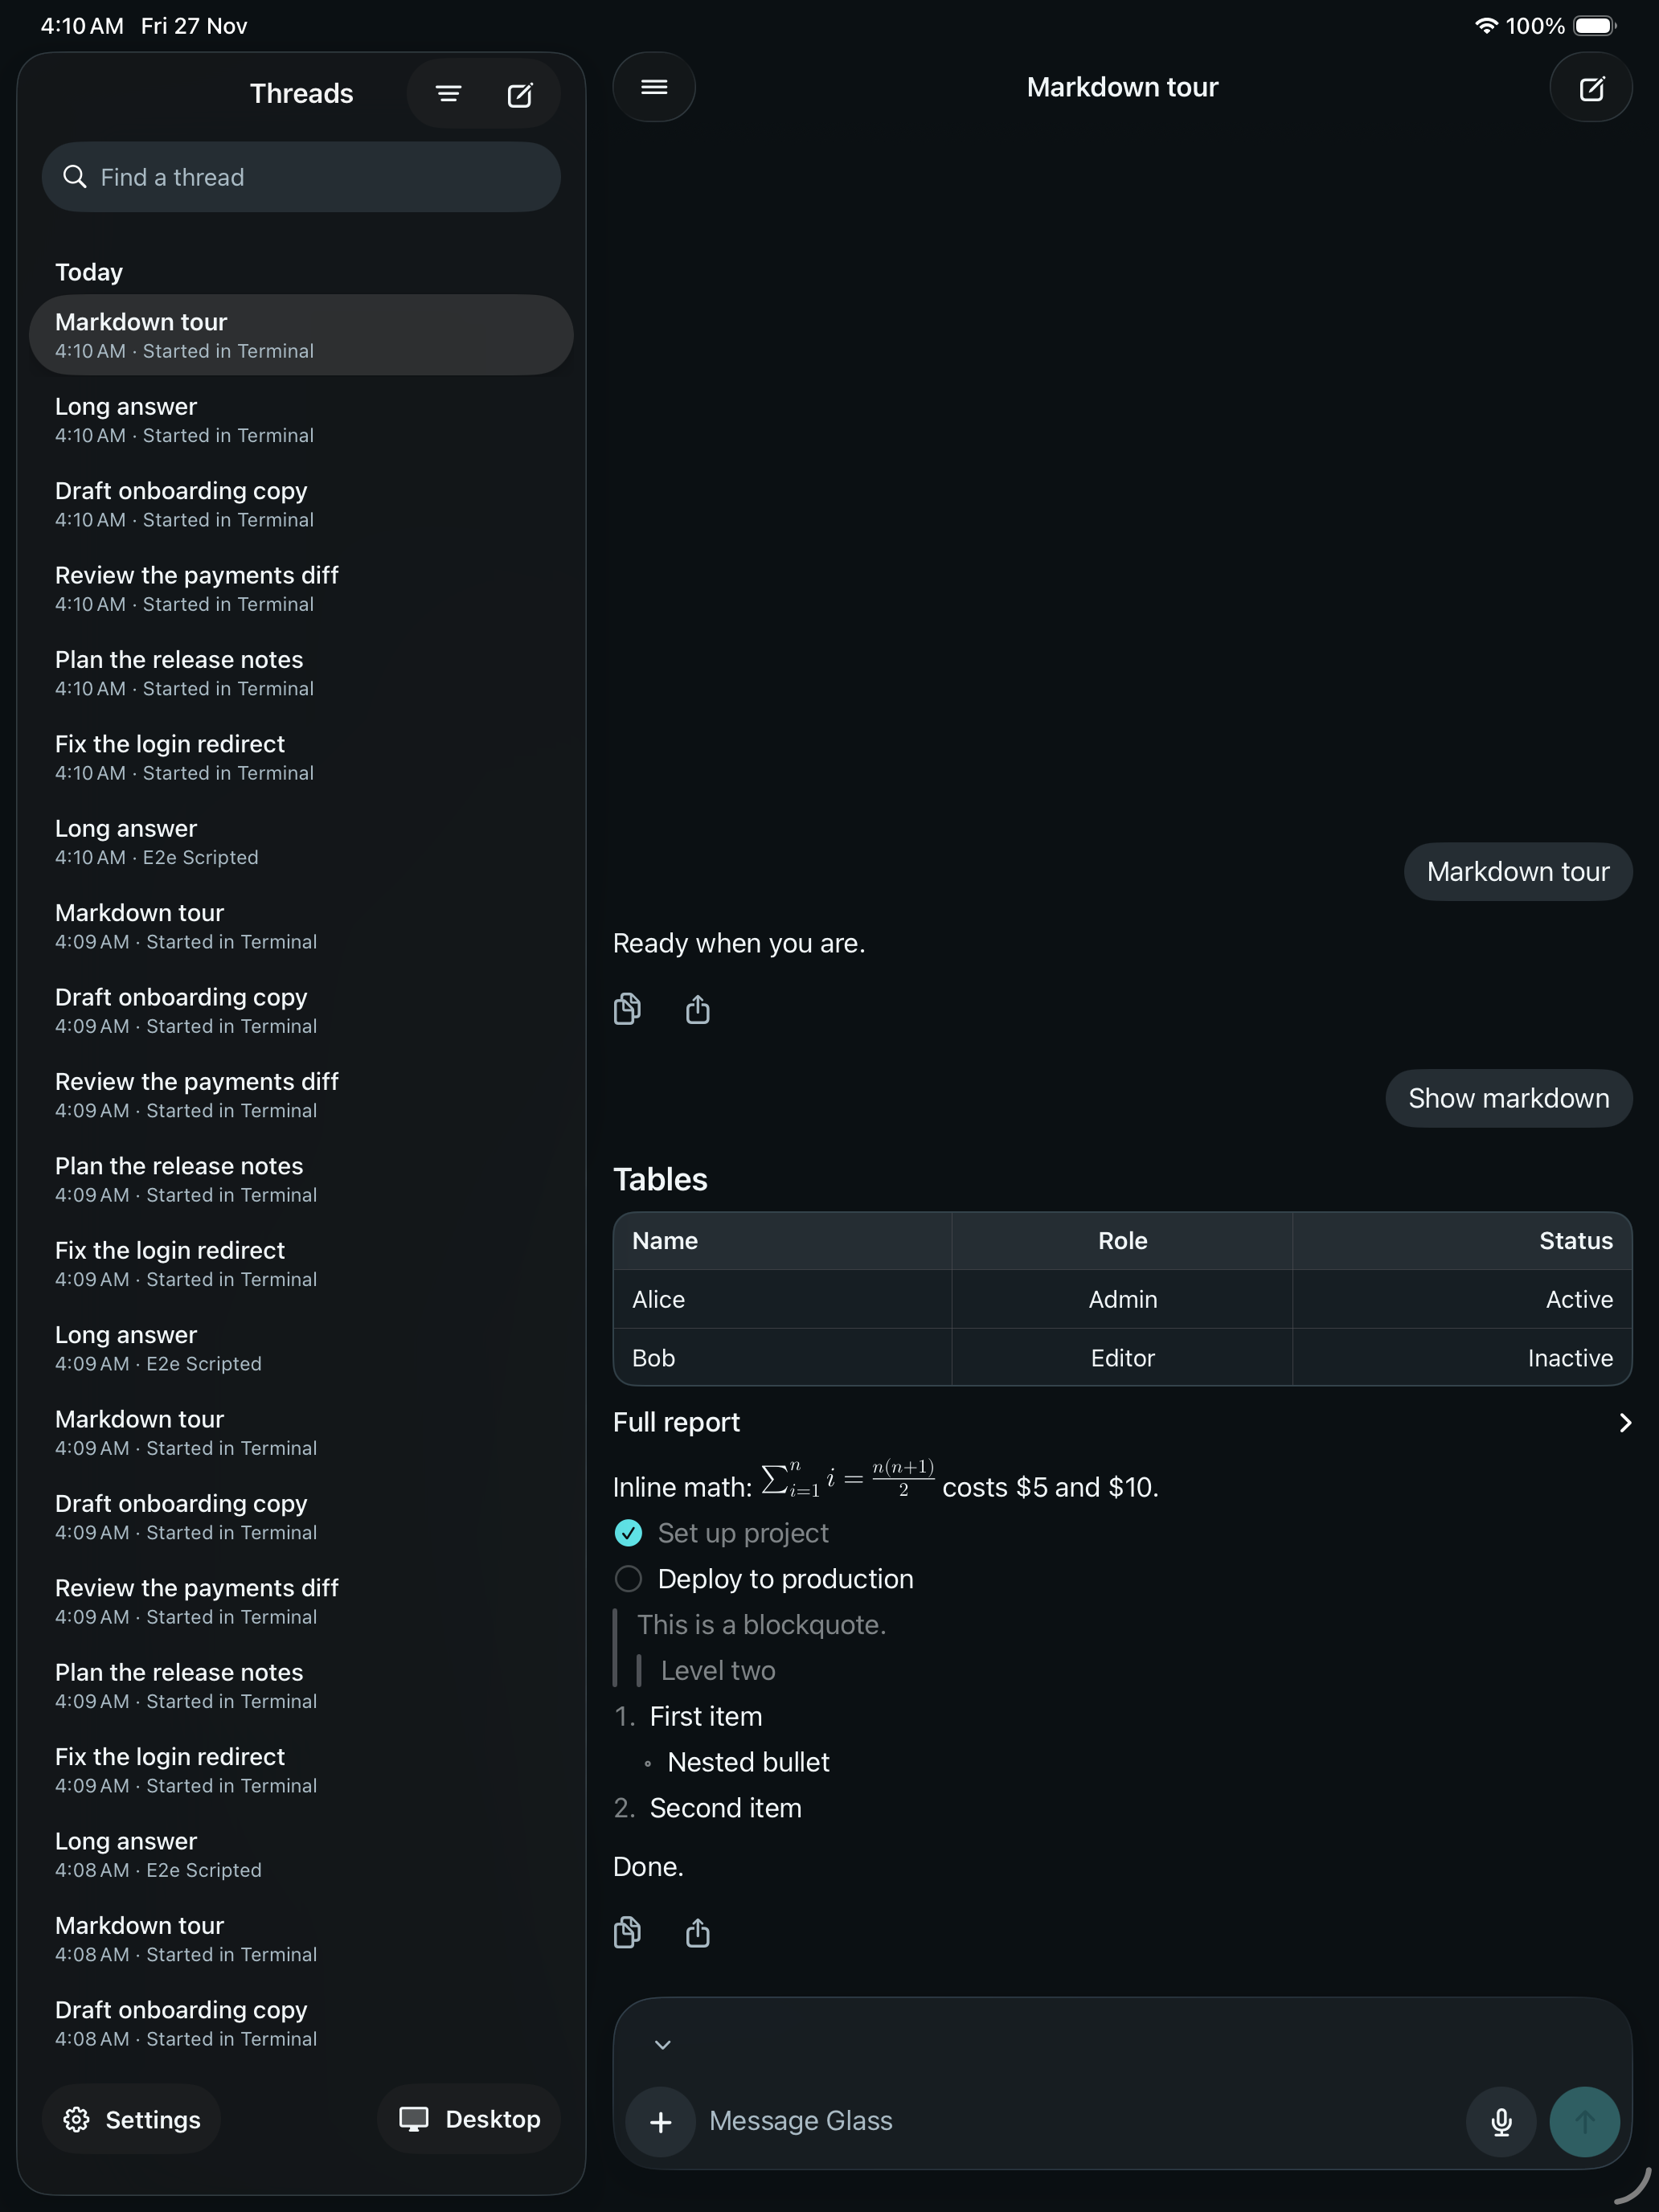 4:10 AM Fri 27 Nov
100%
Threads
Find a thread
Today
Markdown tour
4:10 AM · Started in Terminal
Long answer
4:10 AM · Started in Terminal
Draft onboarding copy
4:10 AM · Started in Terminal
Review the payments diff
4:10 AM · Started in Terminal
Plan the release notes
4:10 AM · Started in Terminal
Fix the login redirect
4:10 AM · Started in Terminal
Long answer
4:10 AM · E2e Scripted
Markdown tour
4:09 AM · Started in Terminal
Draft onboarding copy
4:09 AM · Started in Terminal
Review the payments diff
4:09 AM · Started in Terminal
Plan the release notes
4:09 AM · Started in Terminal
Fix the login redirect
4:09 AM · Started in Terminal
Long answer
4:09 AM · E2e Scripted
Markdown tour
4:09 AM · Started in Terminal
Draft onboarding copy
4:09 AM · Started in Terminal
Review the payments diff
4:09 AM · Started in Terminal
Plan the release notes
4:09 AM · Started in Terminal
Fix the login redirect
4:09 AM · Started in Terminal
Long answer
4:08 AM · E2e Scripted
Markdown tour
4:08 AM · Started in Terminal
Draft onboarding copy
4:08 AM · Started in Terminal
Settings
Desktop
Markdown tour
Markdown tour
Ready when you are.
Show markdown
Tables
Name Role Status
Alice Admin Active
Bob Editor Inactive
Full report
Inline math: $\sum_{i=1}^{n} i = \frac{n(n+1)}{2}$ costs $5 and $10.
Set up project
Deploy to production
This is a blockquote.
Level two
1. First item
◦ Nested bullet
2. Second item
Done.
Message Glass